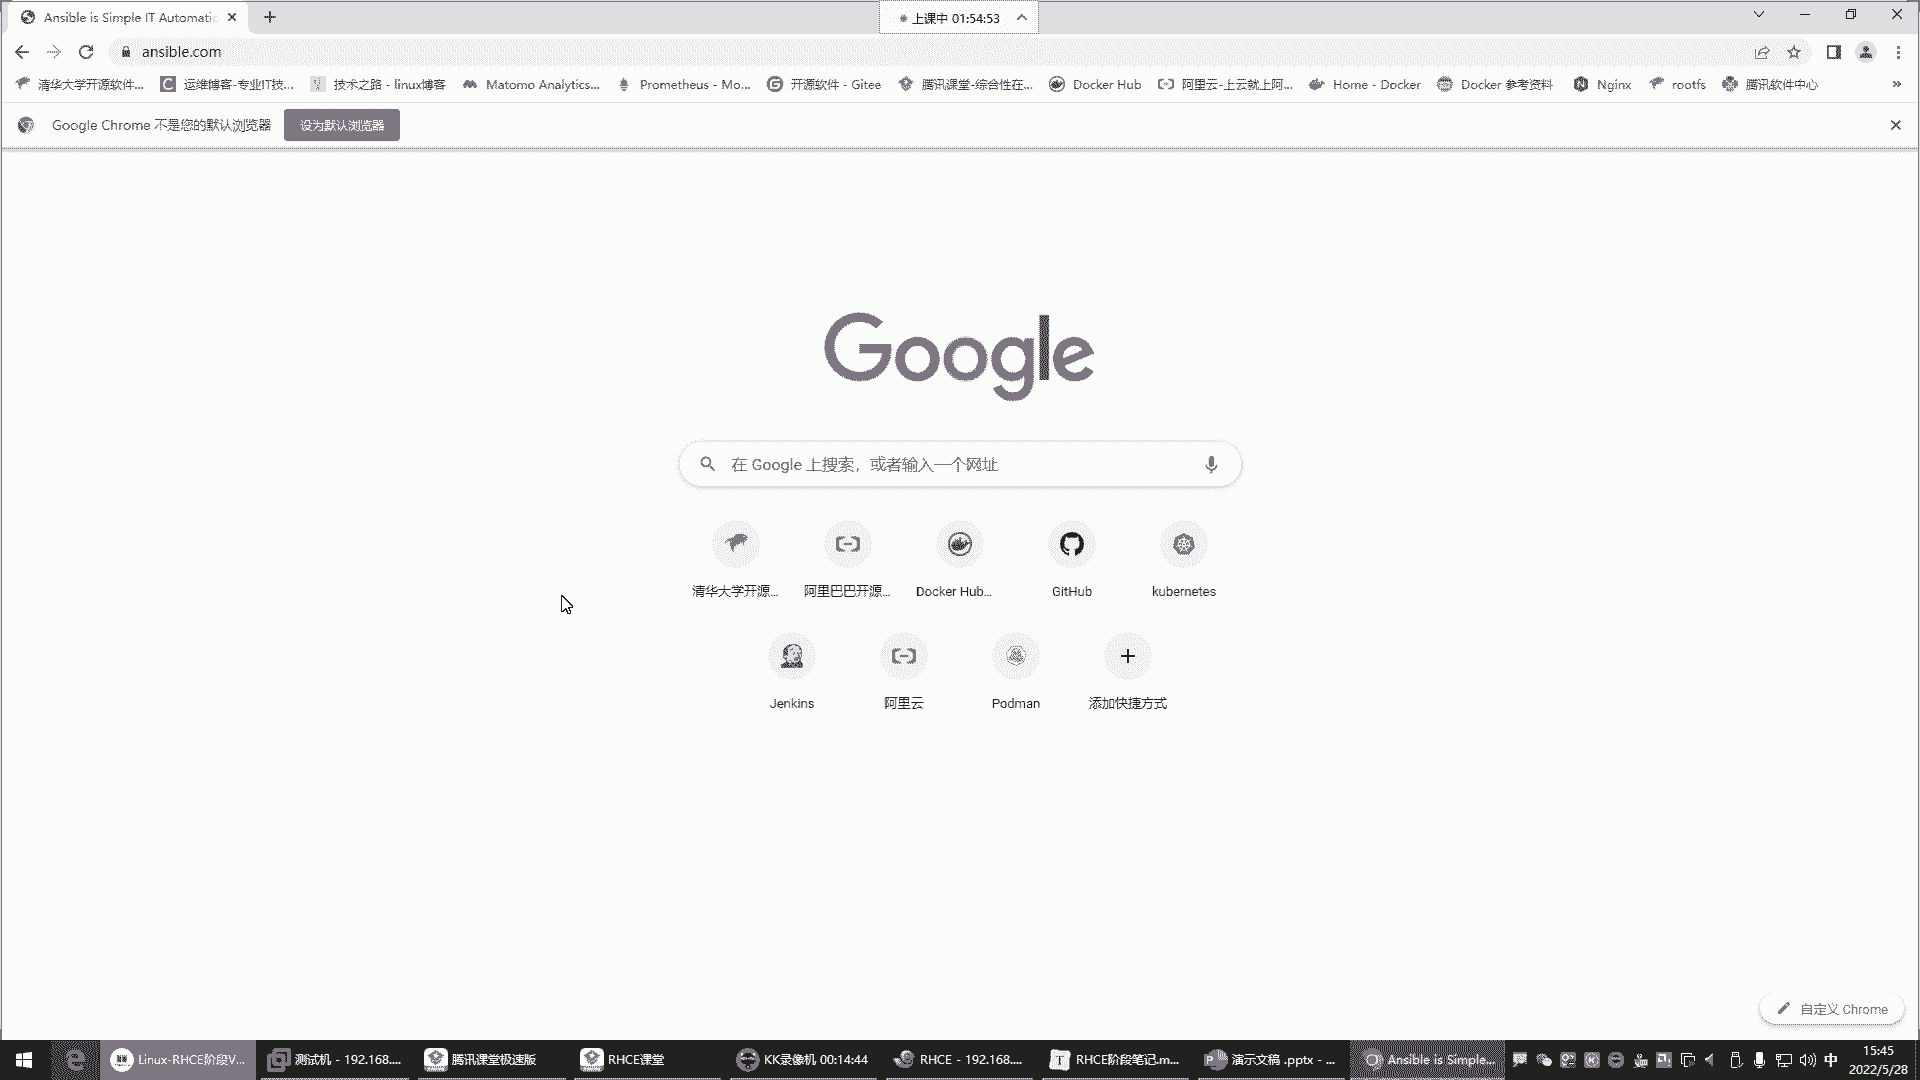 Ansible is Simple IT Automatic
上课中 01:54:53
ansible.com
清华大学开源软件... 运维博客-专业IT技... 技术之路 - linux博客 Matomo Analytics... Prometheus - Mo... 开源软件 - Gitee 腾讯课堂-综合性在... Docker Hub 阿里云-上云就上阿... Home - Docker Docker 参考资料 Nginx rootfs 腾讯软件中心 »
Google Chrome 不是您的默认浏览器 设为默认浏览器
Google
在 Google 上搜索，或者输入一个网址
清华大学开源... 阿里巴巴开源... Docker Hub... GitHub kubernetes
Jenkins 阿里云 Podman 添加快捷方式
自定义 Chrome
Linux-RHCE阶段V... 测试机 - 192.168.... 腾讯课堂极速版 RHCE课堂 KK录像机 00:14:44 RHCE - 192.168.... RHCE阶段笔记.m... 演示文稿 .pptx - ... Ansible is Simple... 中 15:45
2022/5/28